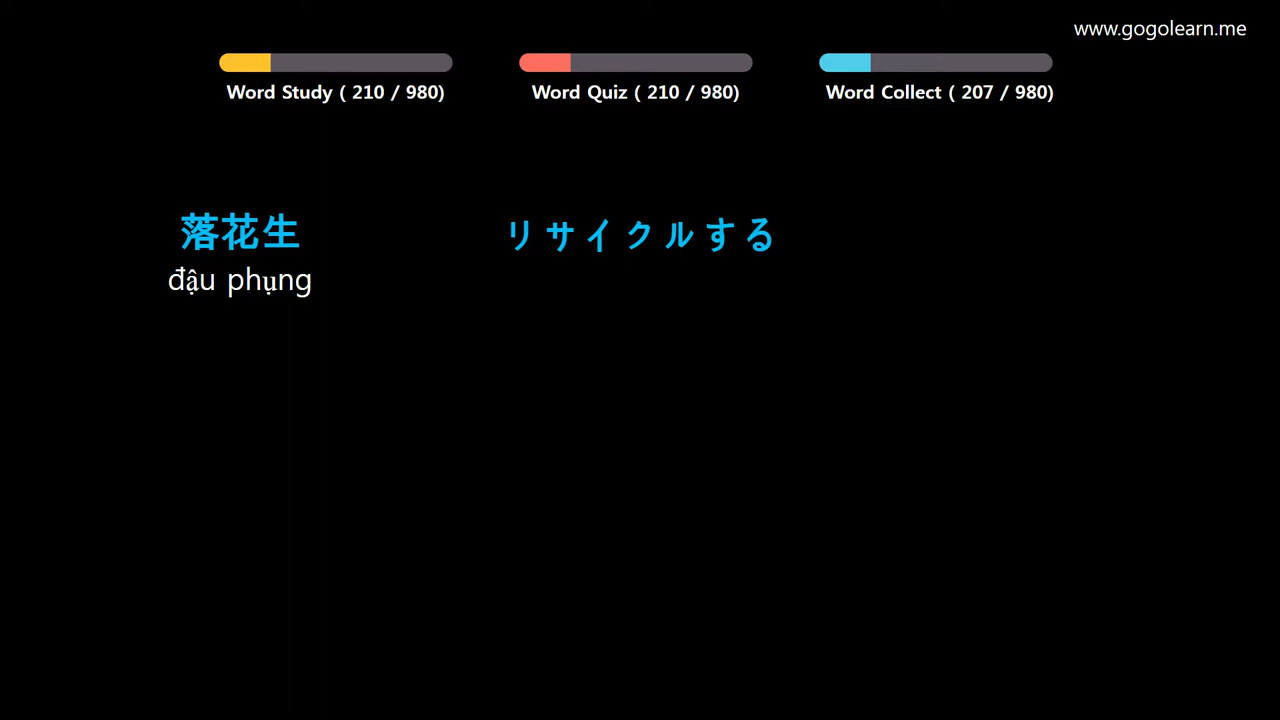 www.gogolearn.me
Word Study ( 210 / 980)
Word Quiz ( 210 / 980)
Word Collect ( 207 / 980)
落花生
đậu phụng
リサイクルする